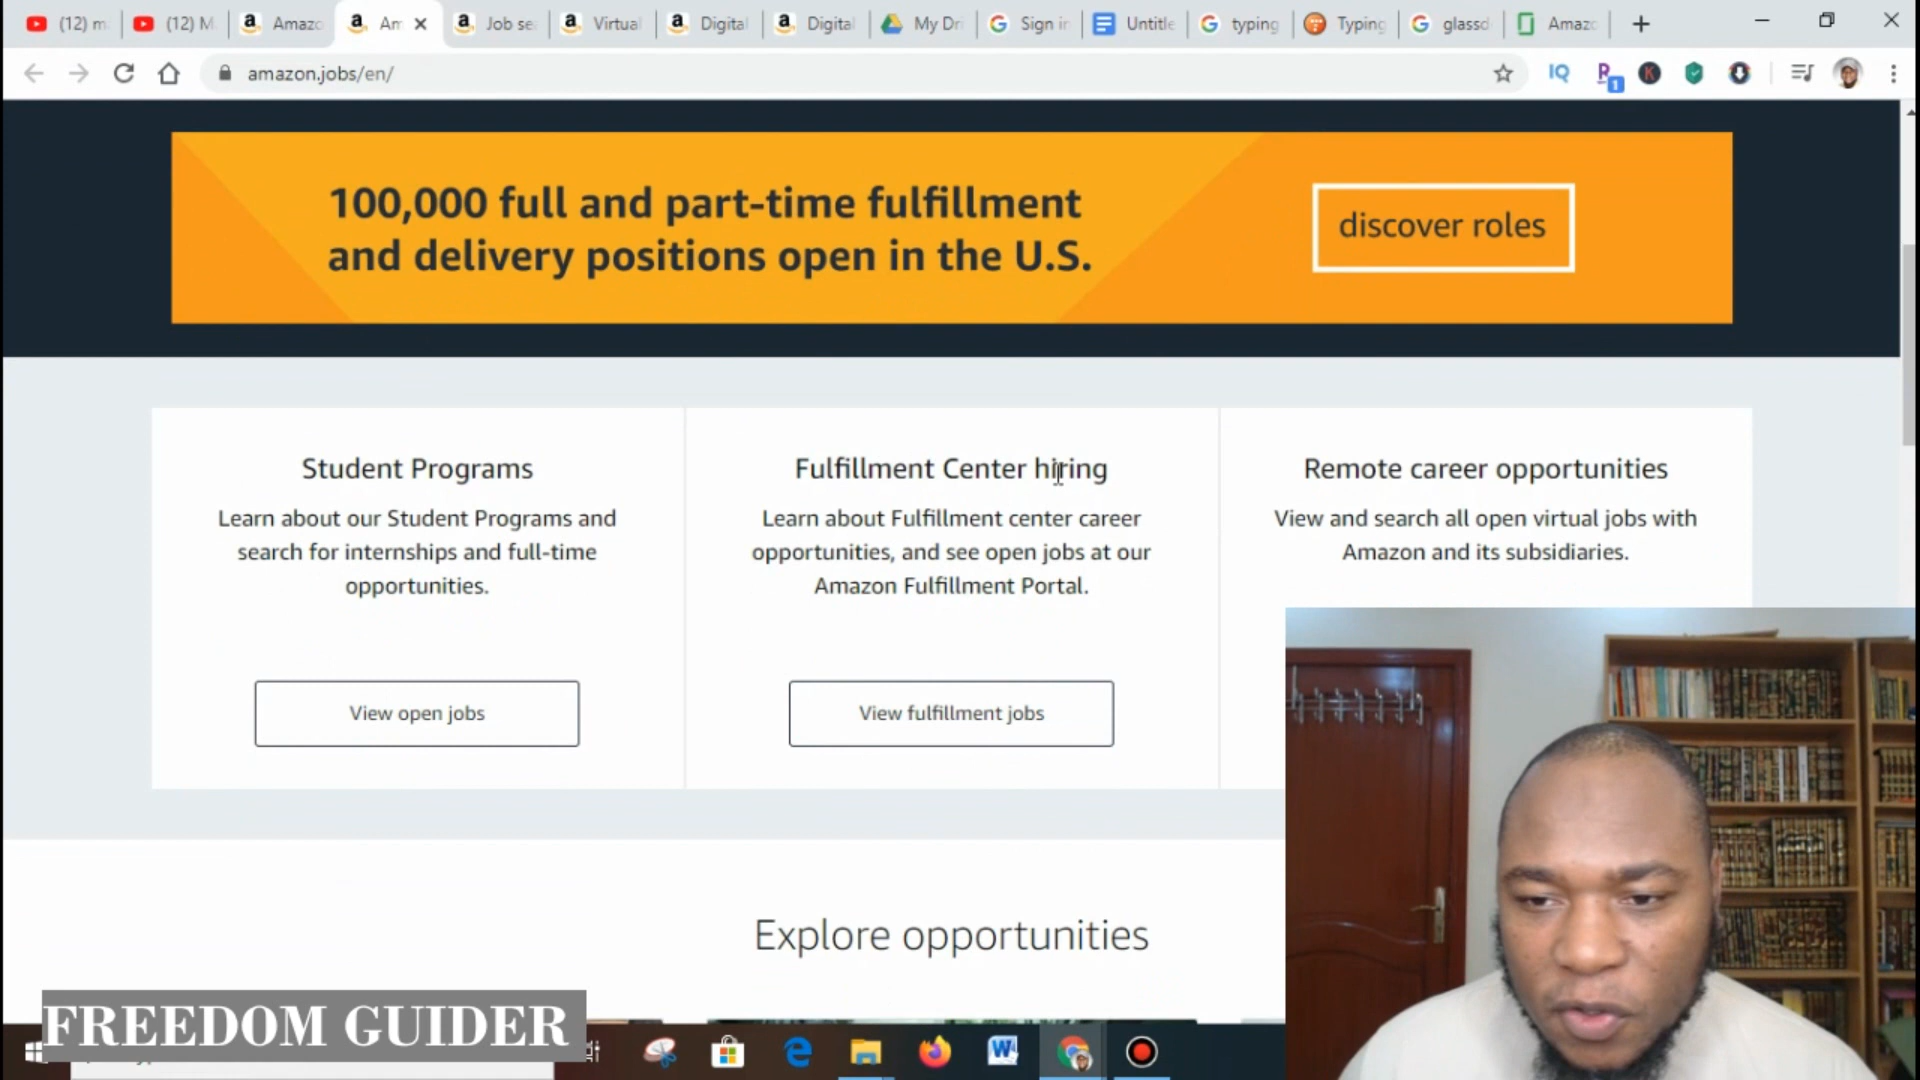 (12) m
(12) M
Amazo
Am
Job se
Virtual
Digital
Digital
My Dri
Sign in
Untitle
typing
Typing
glassd
Amazo
amazon.jobs/en/
IQ
1
100,000 full and part-time fulfillment
and delivery positions open in the U.S.
discover roles
Student Programs
Learn about our Student Programs and
search for internships and full-time
opportunities.
View open jobs
Fulfillment Center hiring
Learn about Fulfillment center career
opportunities, and see open jobs at our
Amazon Fulfillment Portal.
View fulfillment jobs
Remote career opportunities
View and search all open virtual jobs with
Amazon and its subsidiaries.
Explore opportunities
FREEDOM GUIDER